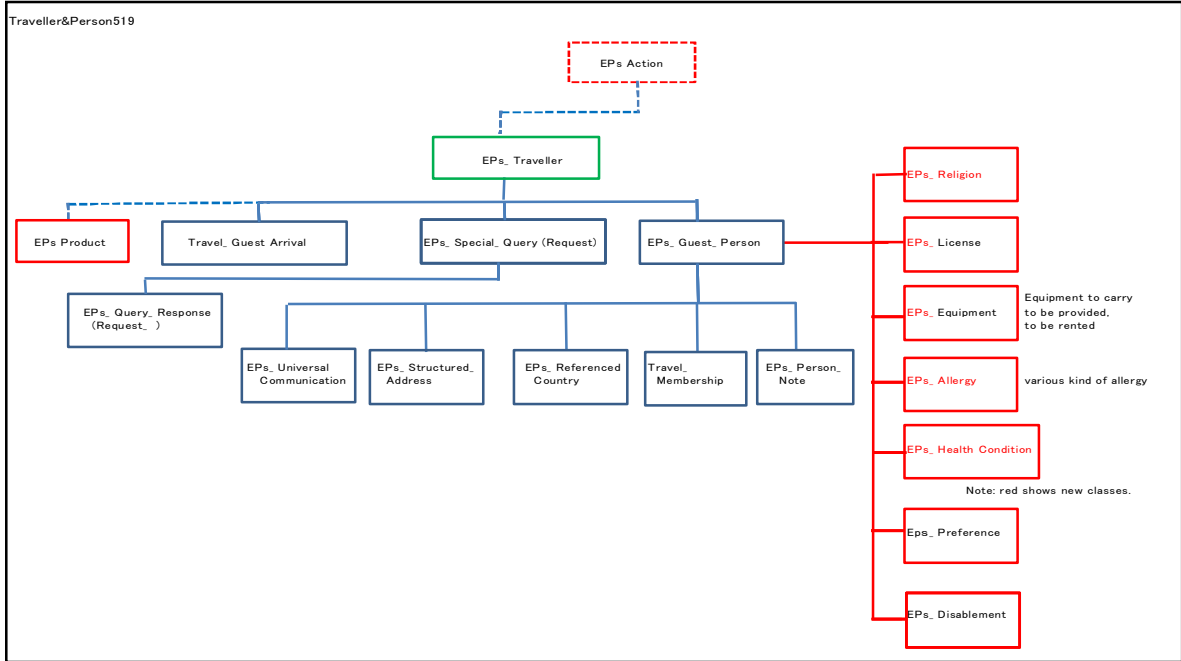 Traveller&Person519
EPs Action
EPs_ Traveller
EPs_ Religion
EPs Product
Travel_ Guest Arrival
EPs_ Special_ Query (Request)
EPs_ Guest_ Person
EPs_ License
EPs_ Query_ Response
(Request_ )
EPs_ Equipment
Equipment to carry
to be provided,
to be rented
EPs_ Universal
Communication
EPs_ Structured_
Address
EPs_ Referenced
Country
Travel_
Membership
EPs_ Person_
Note
EPs_ Allergy
various kind of allergy
EPs_ Health Condition
Note: red shows new classes.
Eps_ Preference
EPs_ Disablement